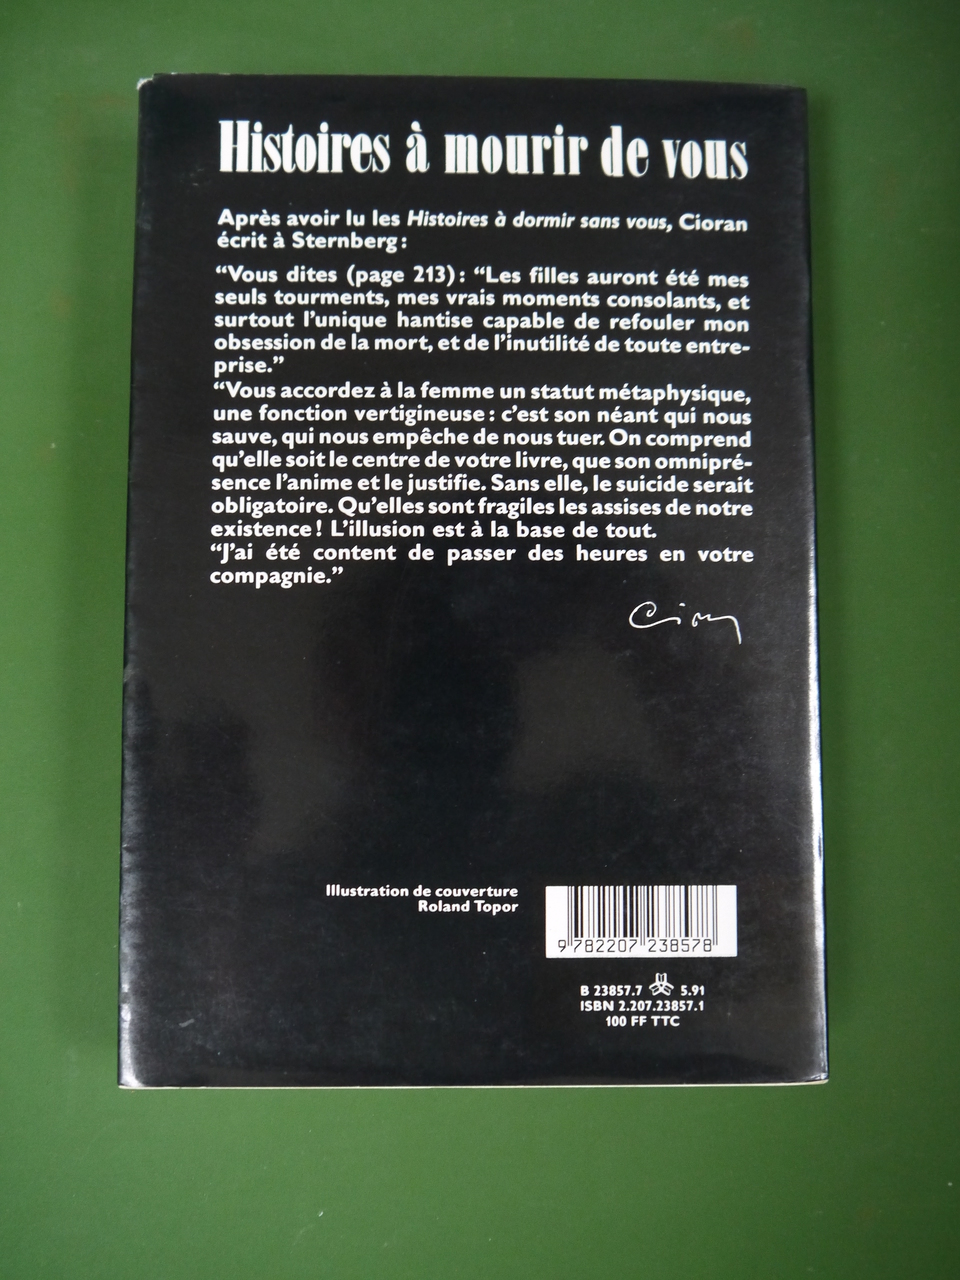 Histoires à mourir de vous
Après avoir lu les Histoires à dormir sans vous, Cioran
écrit à Sternberg :
“Vous dites (page 213) : “Les filles auront été mes
seuls tourments, mes vrais moments consolants, et
surtout l’unique hantise capable de refouler mon
obsession de la mort, et de l’inutilité de toute entre-
prise.”
“Vous accordez à la femme un statut métaphysique,
une fonction vertigineuse : c’est son néant qui nous
sauve, qui nous empêche de nous tuer. On comprend
qu’elle soit le centre de votre livre, que son omnipré-
sence l’anime et le justifie. Sans elle, le suicide serait
obligatoire. Qu’elles sont fragiles les assises de notre
existence ! L’illusion est à la base de tout.
“J’ai été content de passer des heures en votre
compagnie.”
Cioran
Illustration de couverture
Roland Topor
9 782207 238578
B 23857.7 5.91
ISBN 2.207.23857.1
100 FF TTC